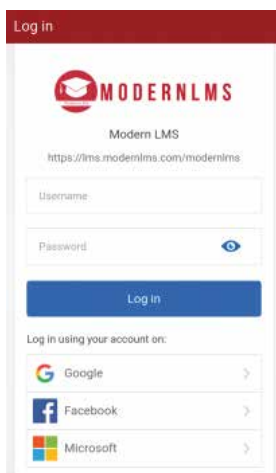 Log in
MODERNLMS
Modern LMS
https://lms.modernlms.com/modernlms
Username
Password
Log in
Log in using your account on:
Google
Facebook
Microsoft